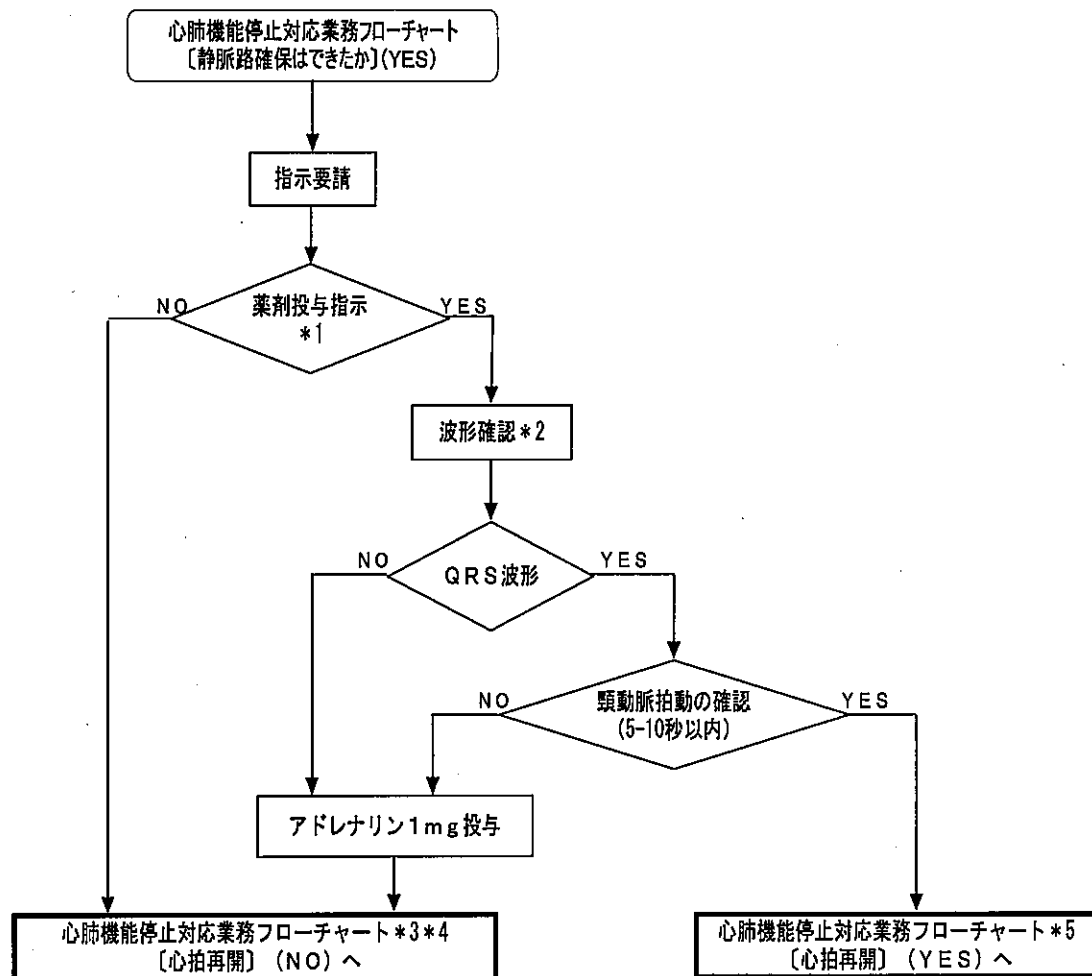 心肺機能停止対応業務フローチャート
〔静脈路確保はできたか〕(YES)
指示要請
薬剤投与指示
*1
NO
YES
波形確認*2
QRS波形
NO
YES
頸動脈拍動の確認
(5-10秒以内)
NO
YES
アドレナリン1mg投与
心肺機能停止対応業務フローチャート*3*4
〔心拍再開〕(NO)へ
心肺機能停止対応業務フローチャート*5
〔心拍再開〕(YES)へ